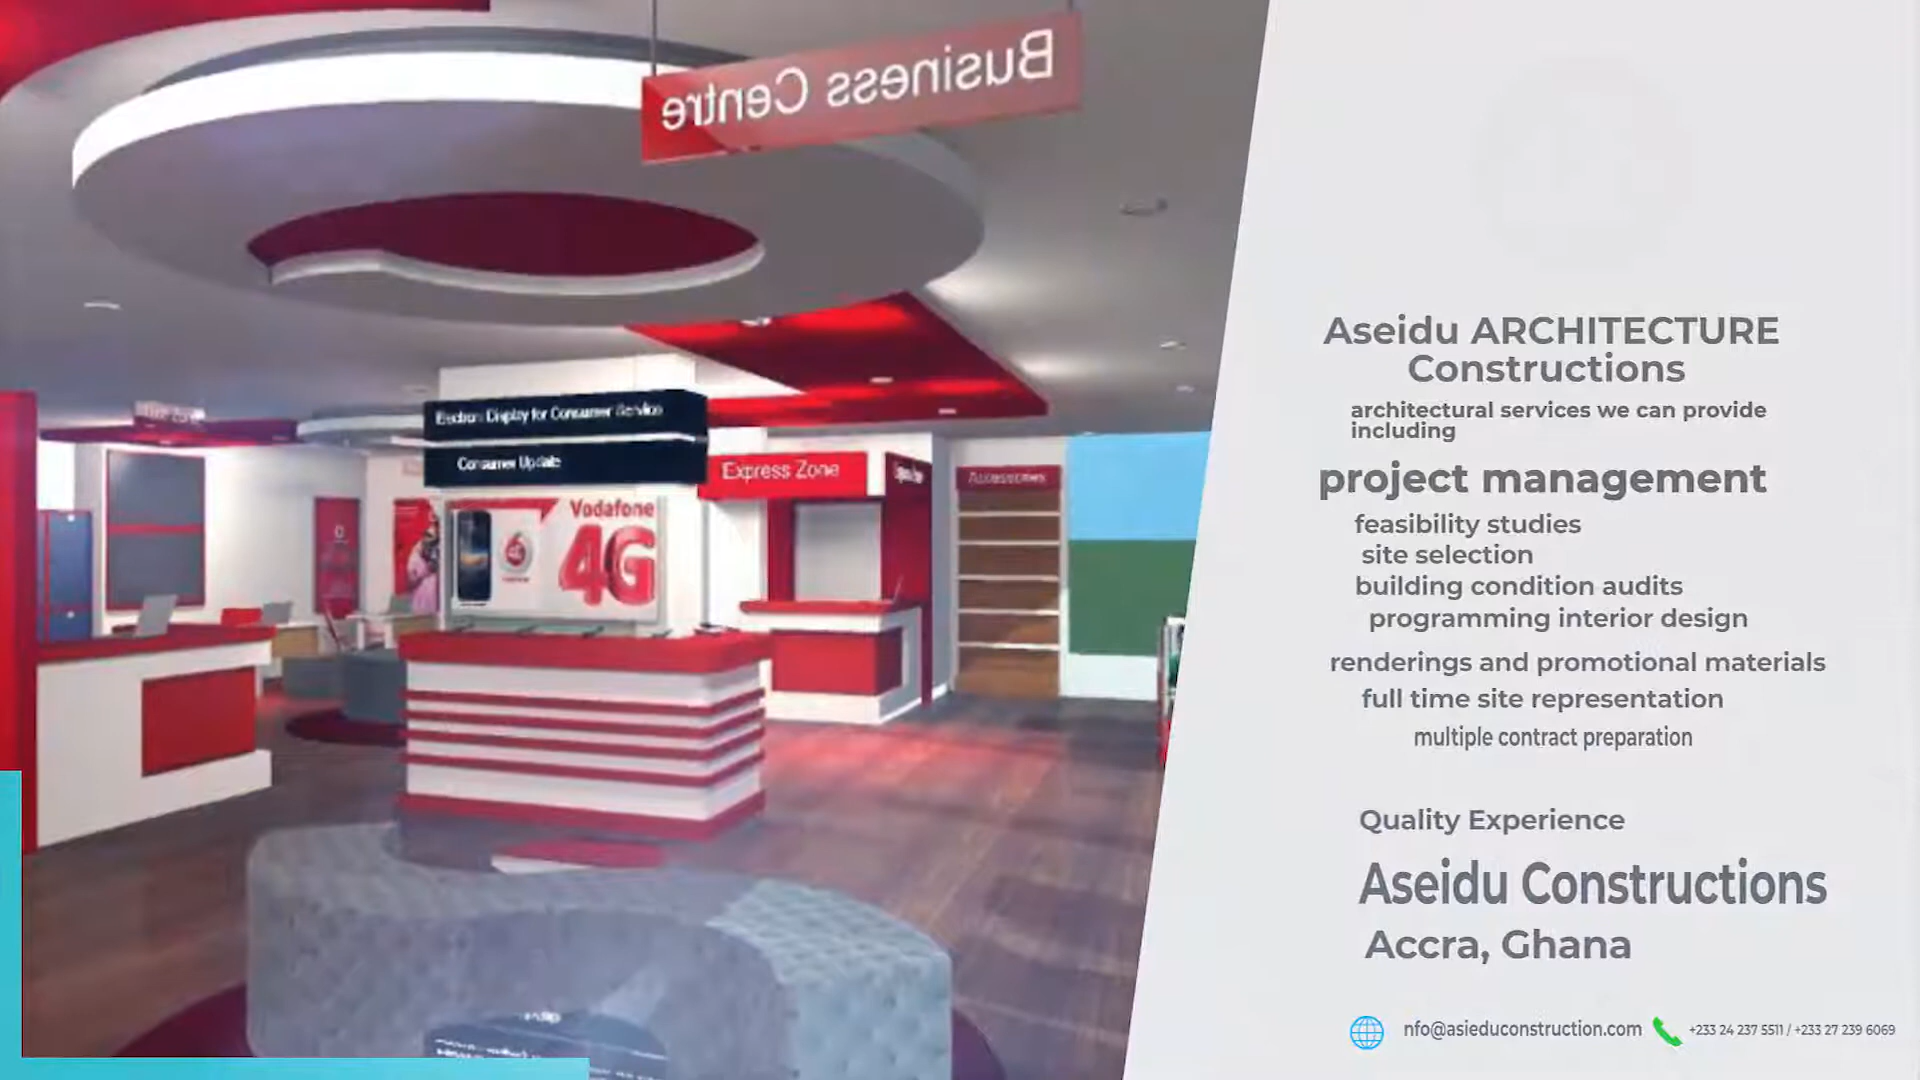 Business Centre
Electron Display for Consumer Service
Consumer Update
Express Zone
Accessories
Vodafone
4G
Aseidu ARCHITECTURE
Constructions
architectural services we can provide
including
project management
feasibility studies
site selection
building condition audits
programming interior design
renderings and promotional materials
full time site representation
multiple contract preparation
Quality Experience
Aseidu Constructions
Accra, Ghana
nfo@asieduconstruction.com
+233 24 237 5511 / +233 27 239 6069